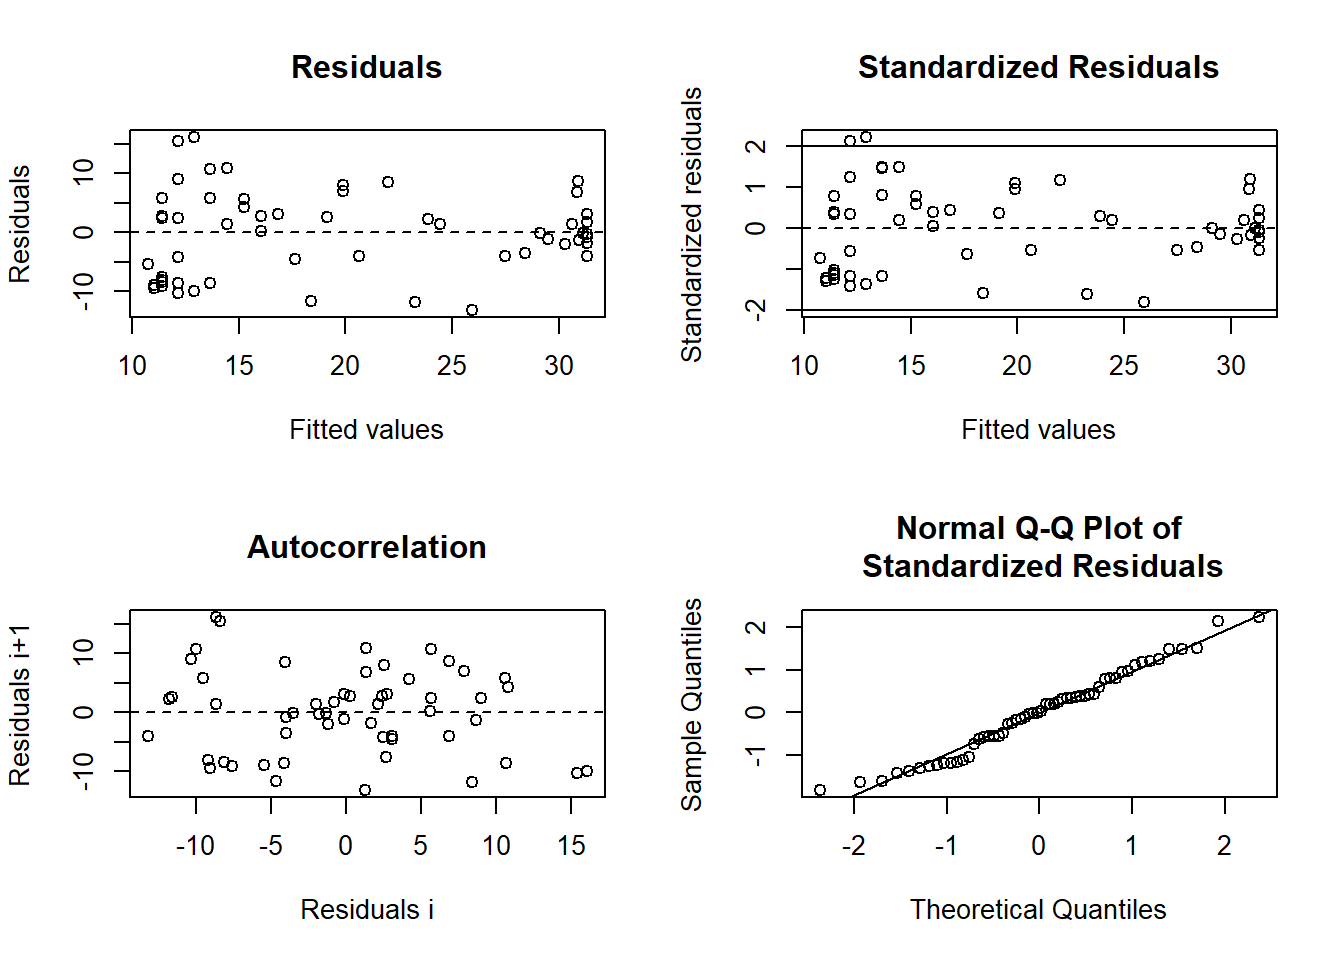 Residuals
Residuals
10
0
-10
10 15 20 25 30
Fitted values
Standardized Residuals
Standardized residuals
2
1
0
-2
10 15 20 25 30
Fitted values
Autocorrelation
Residuals i+1
10
0
-10
-10 -5 0 5 10 15
Residuals i
Normal Q-Q Plot of
Standardized Residuals
Sample Quantiles
2
1
0
-1
-2 -1 0 1 2
Theoretical Quantiles